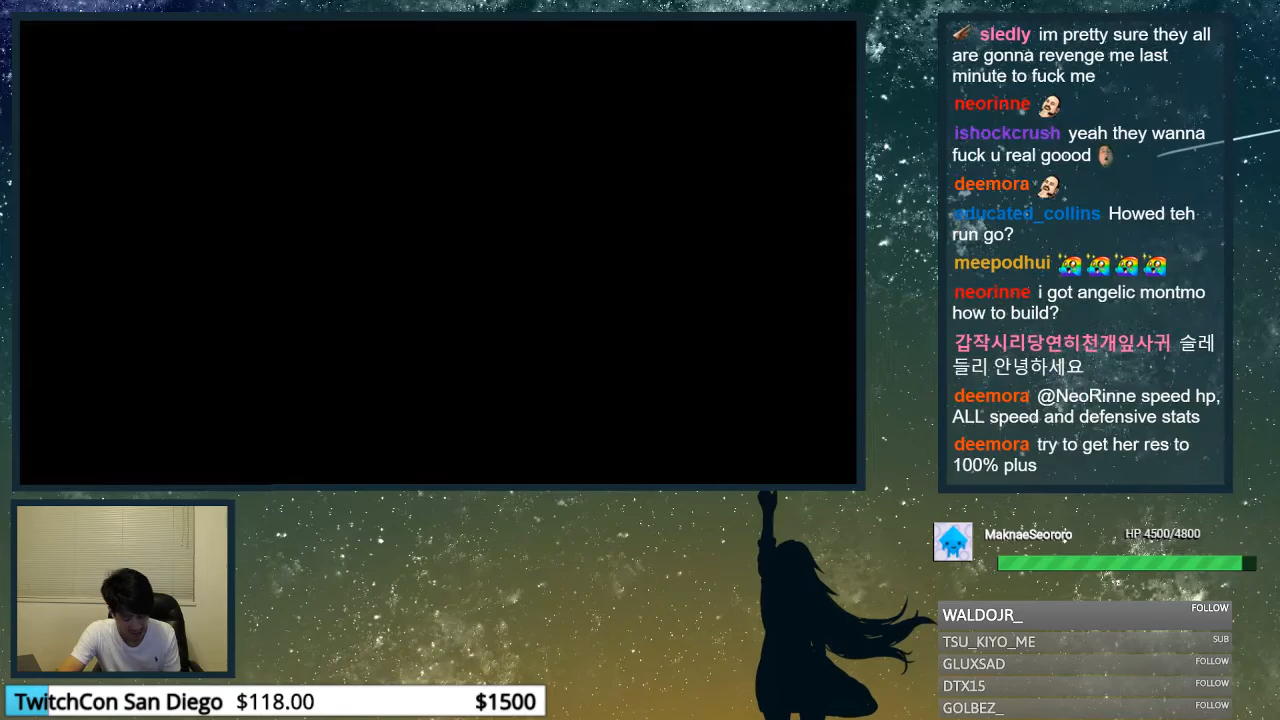 sledly im pretty sure they all
are gonna revenge me last
minute to fuck me
neorinne
ishockcrush yeah they wanna
fuck u real goood
deemora
educated_collins Howed teh
run go?
meepodhui
neorinne i got angelic montmo
how to build?
갑작시리당연히천개잎사귀 슬레
들리 안녕하세요
deemora @NeoRinne speed hp,
ALL speed and defensive stats
deemora try to get her res to
100% plus
MaknaeSeororo HP 4500/4800
WALDOJR_ FOLLOW
TSU_KIYO_ME SUB
GLUXSAD FOLLOW
DTX15 FOLLOW
GOLBEZ_ FOLLOW
TwitchCon San Diego $118.00 $1500